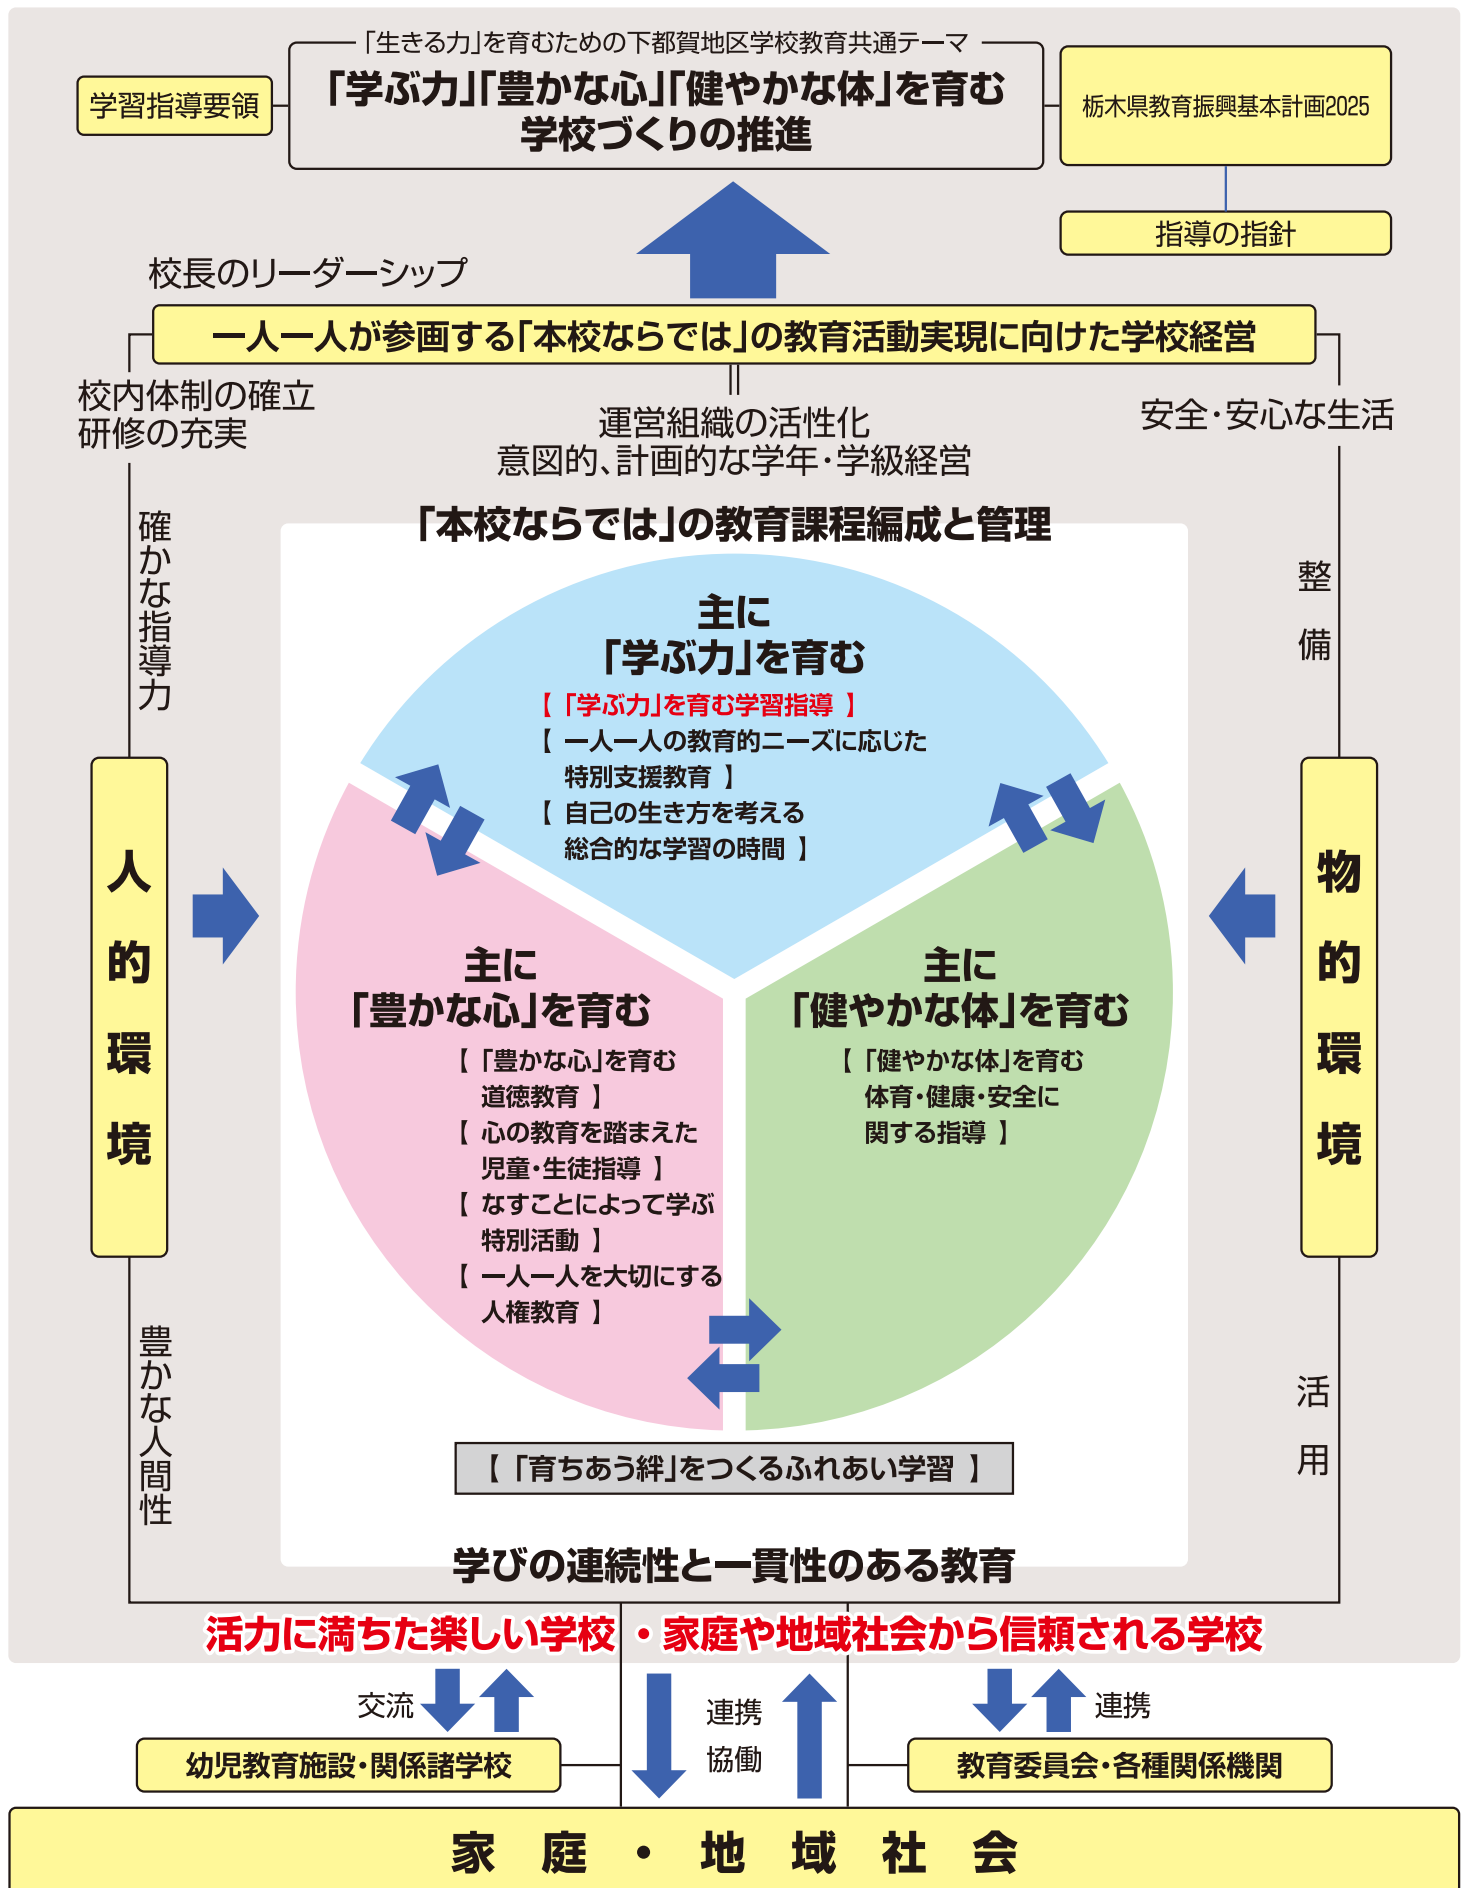 「生きる力」を育むための下都賀地区学校教育共通テーマ
「学ぶ力」「豊かな心」「健やかな体」を育む
学校づくりの推進
学習指導要領
栃木県教育振興基本計画2025
指導の指針
校長のリーダーシップ
一人一人が参画する「本校ならでは」の教育活動実現に向けた学校経営
校内体制の確立
研修の充実
運営組織の活性化
意図的、計画的な学年・学級経営
安全・安心な生活
「本校ならでは」の教育課程編成と管理
確かな指導力
人的環境
豊かな人間性
主に
「学ぶ力」を育む
【「学ぶ力」を育む学習指導 】
【 一人一人の教育的ニーズに応じた
特別支援教育 】
【 自己の生き方を考える
総合的な学習の時間 】
主に
「豊かな心」を育む
【「豊かな心」を育む
道徳教育 】
【 心の教育を踏まえた
児童・生徒指導 】
【 なすことによって学ぶ
特別活動 】
【 一人一人を大切にする
人権教育 】
主に
「健やかな体」を育む
【「健やかな体」を育む
体育・健康・安全に
関する指導 】
整備
物的環境
活用
【「育ちあう絆」をつくるふれあい学習 】
学びの連続性と一貫性のある教育
活力に満ちた楽しい学校 ・家庭や地域社会から信頼される学校
交流
連携
協働
連携
幼児教育施設・関係諸学校
教育委員会・各種関係機関
家庭・地域社会